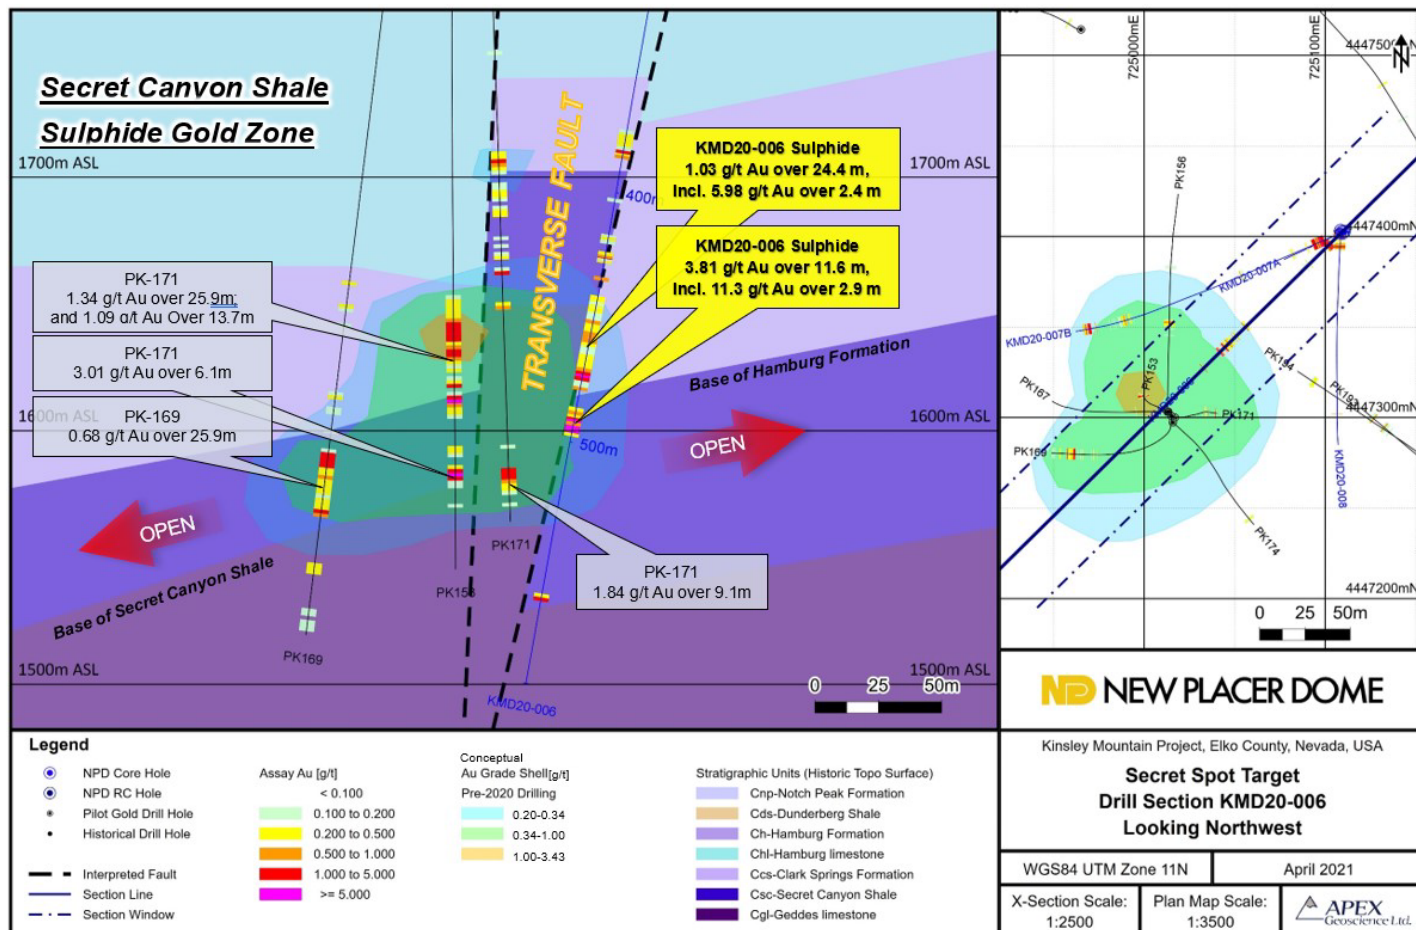 Secret Canyon Shale
Sulphide Gold Zone
1700m ASL
1700m ASL
TRANSVERSE FAULT
400m
KMD20-006 Sulphide
1.03 g/t Au over 24.4 m,
Incl. 5.98 g/t Au over 2.4 m
KMD20-006 Sulphide
3.81 g/t Au over 11.6 m,
Incl. 11.3 g/t Au over 2.9 m
PK-171
1.34 g/t Au over 25.9m;
and 1.09 g/t Au Over 13.7m
PK-171
3.01 g/t Au over 6.1m
PK-169
0.68 g/t Au over 25.9m
Base of Hamburg Formation
1600m ASL
1600m ASL
500m
OPEN
OPEN
PK171
PK-171
1.84 g/t Au over 9.1m
PK153
Base of Secret Canyon Shale
PK169
1500m ASL
1500m ASL
KMD20-006
0 25 50m
725000mE
725100mE
4447500mN
N
PK156
4447400mN
KMD20-007A
KMD20-007B
PK153
PK194
PK167
PK192
4447300mN
PK171
PK169
KMD20-008
PK174
4447200mN
0 25 50m
Legend
NPD Core Hole
NPD RC Hole
Pilot Gold Drill Hole
Historical Drill Hole
Interpreted Fault
Section Line
Section Window
Assay Au [g/t]
< 0.100
0.100 to 0.200
0.200 to 0.500
0.500 to 1.000
1.000 to 5.000
>= 5.000
Conceptual
Au Grade Shell[g/t]
Pre-2020 Drilling
0.20-0.34
0.34-1.00
1.00-3.43
Stratigraphic Units (Historic Topo Surface)
Cnp-Notch Peak Formation
Cds-Dunderberg Shale
Ch-Hamburg Formation
Chl-Hamburg limestone
Ccs-Clark Springs Formation
Csc-Secret Canyon Shale
Cgl-Geddes limestone
NPD NEW PLACER DOME
Kinsley Mountain Project, Elko County, Nevada, USA
Secret Spot Target
Drill Section KMD20-006
Looking Northwest
WGS84 UTM Zone 11N
April 2021
X-Section Scale:
1:2500
Plan Map Scale:
1:3500
APEX
Geoscience Ltd.